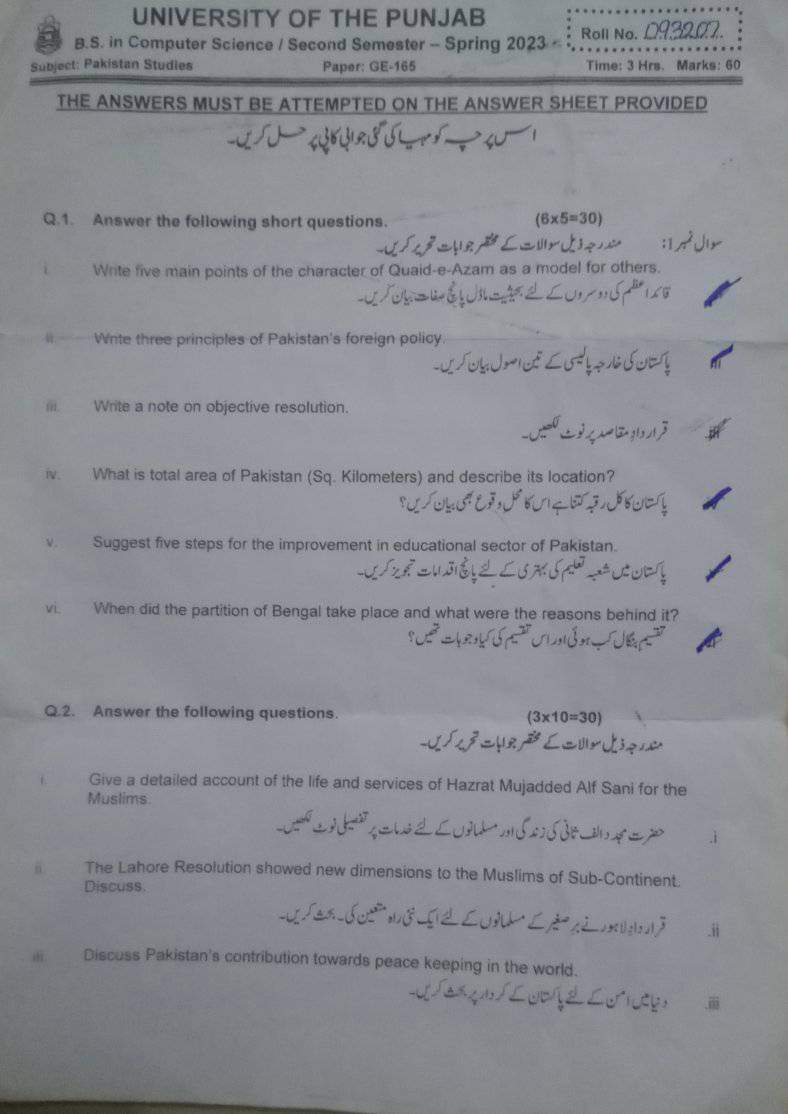 UNIVERSITY OF THE PUNJAB
B.S. in Computer Science / Second Semester – Spring 2023
Roll No. 093202.
Subject: Pakistan Studies Paper: GE-165 Time: 3 Hrs. Marks: 60
THE ANSWERS MUST BE ATTEMPTED ON THE ANSWER SHEET PROVIDED
اس پرچہ کو مہیا کی گئی جوابی کاپی پر حل کریں۔
Q.1. Answer the following short questions. (6x5=30)
سوال نمبر 1: مندرجہ ذیل سوالات کے مختصر جوابات تحریر کریں۔
i. Write five main points of the character of Quaid-e-Azam as a model for others.
قائداعظم کی دوسروں کے لئے بحیثیت ماڈل پانچ صفات بیان کریں۔
ii. Write three principles of Pakistan's foreign policy.
پاکستان کی خارجہ پالیسی کے تین اصول بیان کریں۔
iii. Write a note on objective resolution.
قراردادِ مقاصد پر نوٹ لکھیں۔
iv. What is total area of Pakistan (Sq. Kilometers) and describe its location?
پاکستان کا کل رقبہ کتنا ہے اس کا محل وقوع بھی بیان کریں؟
v. Suggest five steps for the improvement in educational sector of Pakistan.
پاکستان میں شعبہ تعلیم کی بہتری کے لئے پانچ اقدامات تجویز کریں۔
vi. When did the partition of Bengal take place and what were the reasons behind it?
تقسیم بنگال کب ہوئی اور اس تقسیم کی کیا وجوہات تھیں؟
Q.2. Answer the following questions. (3x10=30)
مندرجہ ذیل سوالات کے مختصر جوابات تحریر کریں۔
i. Give a detailed account of the life and services of Hazrat Mujadded Alf Sani for the
Muslims.
i. حضرت مجدد الف ثانی کی زندگی اور مسلمانوں کے لئے خدمات پر تفصیلی نوٹ لکھیں۔
ii The Lahore Resolution showed new dimensions to the Muslims of Sub-Continent.
Discuss.
ii. قراردادِ لاہور نے برصغیر کے مسلمانوں کے لئے ایک نئی راہ متعین کی۔ بحث کریں۔
iii Discuss Pakistan's contribution towards peace keeping in the world.
iii. دنیا میں امن کے لئے پاکستان کے کردار پر بحث کریں۔